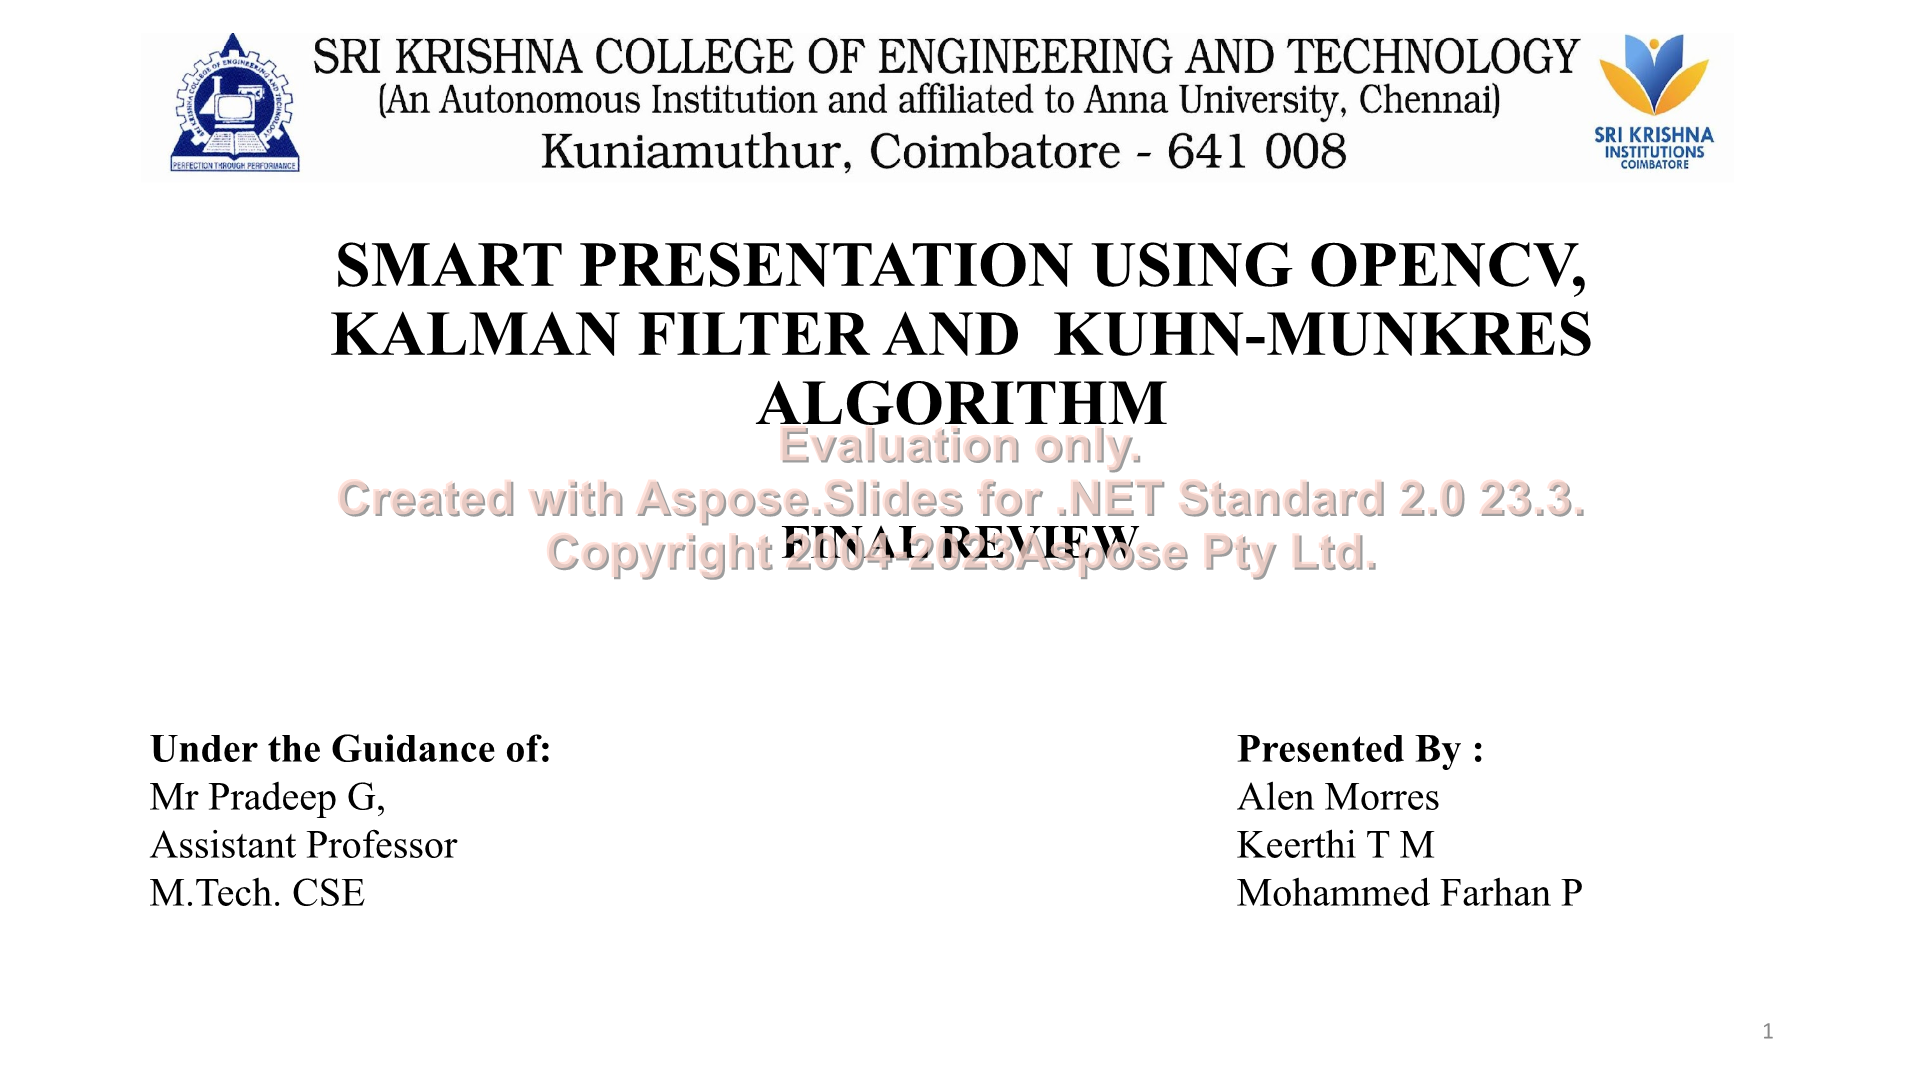 SRI KRISHNA COLLEGE OF ENGINEERING AND TECHNOLOGY
(An Autonomous Institution and affiliated to Anna University, Chennai)
Kuniamuthur, Coimbatore - 641 008
SRI KRISHNA COLLEGE OF ENGINEERING AND TECHNOLOGY
PERFECTION THROUGH PERFORMANCE
SRI KRISHNA
INSTITUTIONS
COIMBATORE
SMART PRESENTATION USING OPENCV,
KALMAN FILTER AND  KUHN-MUNKRES
ALGORITHM
Evaluation only.
Created with Aspose.Slides for .NET Standard 2.0 23.3.
Copyright 2004-2023Aspose Pty Ltd.
FINAL REVIEW
Under the Guidance of:
Mr Pradeep G,
Assistant Professor
M.Tech. CSE
Presented By :
Alen Morres
Keerthi T M
Mohammed Farhan P
1